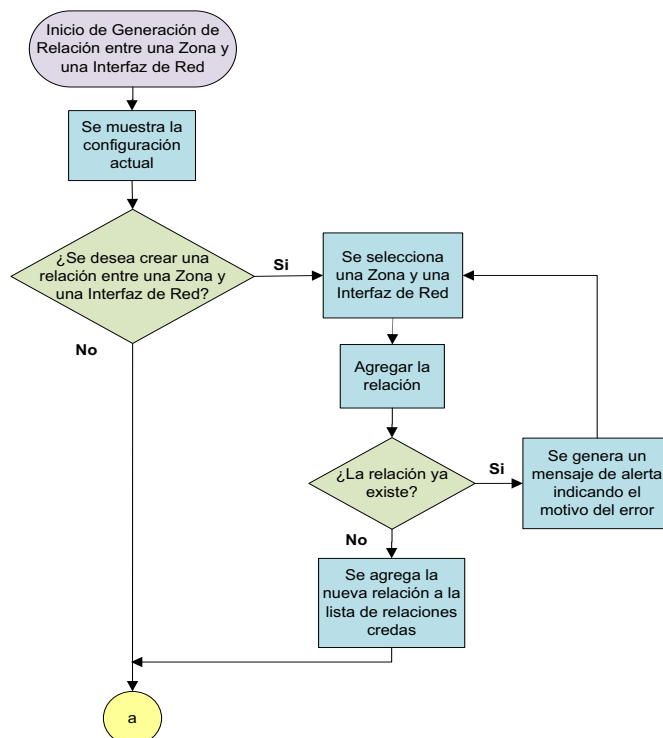 Inicio de Generación de
Relación entre una Zona y
una Interfaz de Red
Se muestra la
configuración
actual
¿Se desea crear una
relación entre una Zona y
una Interfaz de Red?
Si
Se selecciona
una Zona y una
Interfaz de Red
No
Agregar la
relación
¿La relación ya
existe?
Si
Se genera un
mensaje de alerta
indicando el
motivo del error
No
Se agrega la
nueva relación a la
lista de relaciones
credas
a